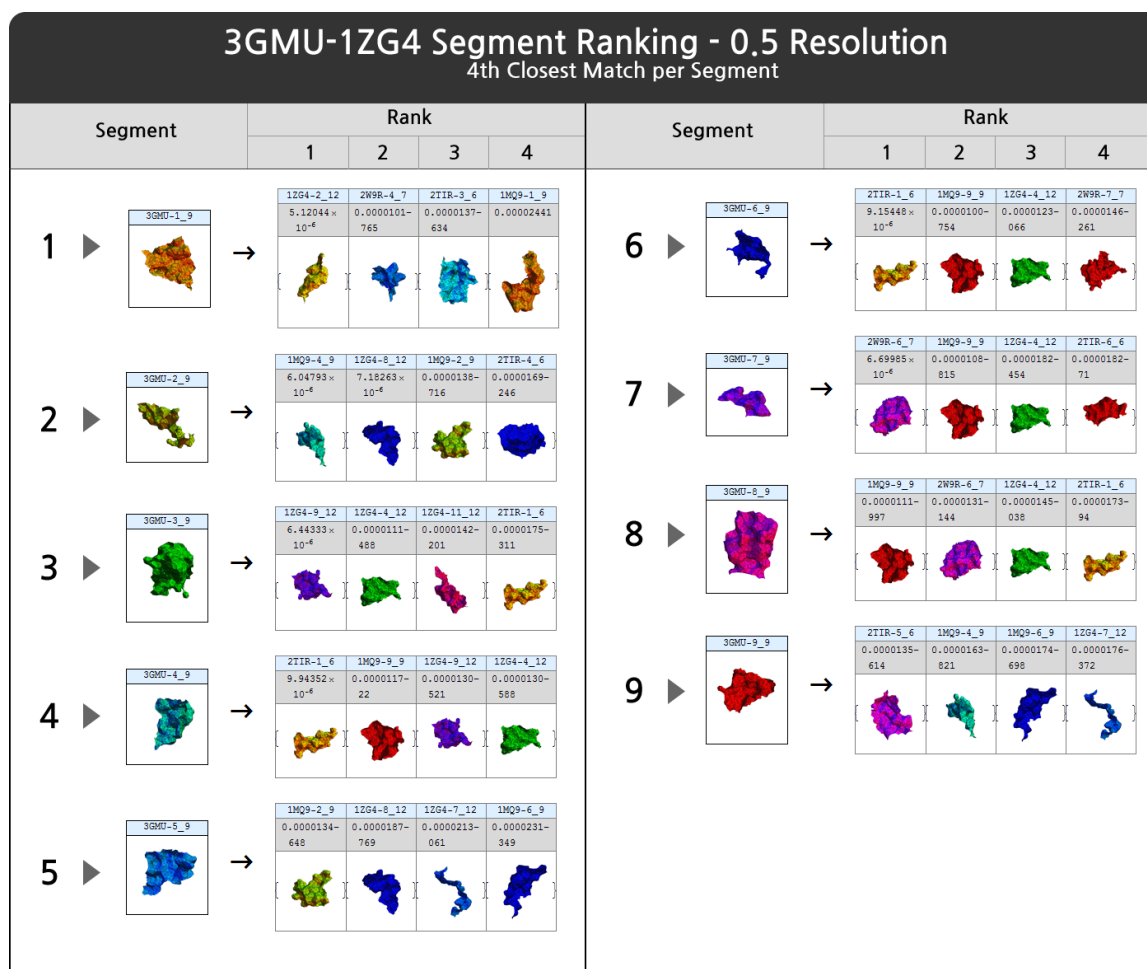 3GMU-1ZG4 Segment Ranking - 0.5 Resolution
4th Closest Match per Segment
Segment
Rank
1 2 3 4
1
3GMU-1_9
1ZG4-2_12 2W9R-4_7 2TIR-3_6 1MQ9-1_9
5.12044× 0.0000101- 0.0000137- 0.00002441
10⁻⁶ 765 634
2
3GMU-2_9
1MQ9-4_9 1ZG4-8_12 1MQ9-2_9 2TIR-4_6
6.04793× 7.18263× 0.0000138- 0.0000169-
10⁻⁶ 10⁻⁶ 716 246
3
3GMU-3_9
1ZG4-9_12 1ZG4-4_12 1ZG4-11_12 2TIR-1_6
6.44333× 0.0000111- 0.0000142- 0.0000175-
10⁻⁶ 488 201 311
4
3GMU-4_9
2TIR-1_6 1MQ9-9_9 1ZG4-9_12 1ZG4-4_12
9.94352× 0.0000117- 0.0000130- 0.0000130-
10⁻⁶ 22 521 588
5
3GMU-5_9
1MQ9-2_9 1ZG4-8_12 1ZG4-7_12 1MQ9-6_9
0.0000134- 0.0000187- 0.0000213- 0.0000231-
648 769 061 349
Segment
Rank
1 2 3 4
6
3GMU-6_9
2TIR-1_6 1MQ9-9_9 1ZG4-4_12 2W9R-7_7
9.15448× 0.0000100- 0.0000123- 0.0000146-
10⁻⁶ 754 066 261
7
3GMU-7_9
2W9R-6_7 1MQ9-9_9 1ZG4-4_12 2TIR-6_6
6.69985× 0.0000108- 0.0000182- 0.0000182-
10⁻⁶ 815 454 71
8
3GMU-8_9
1MQ9-9_9 2W9R-6_7 1ZG4-4_12 2TIR-1_6
0.0000111- 0.0000131- 0.0000145- 0.0000173-
997 144 038 94
9
3GMU-9_9
2TIR-5_6 1MQ9-4_9 1MQ9-6_9 1ZG4-7_12
0.0000135- 0.0000163- 0.0000174- 0.0000176-
614 821 698 372